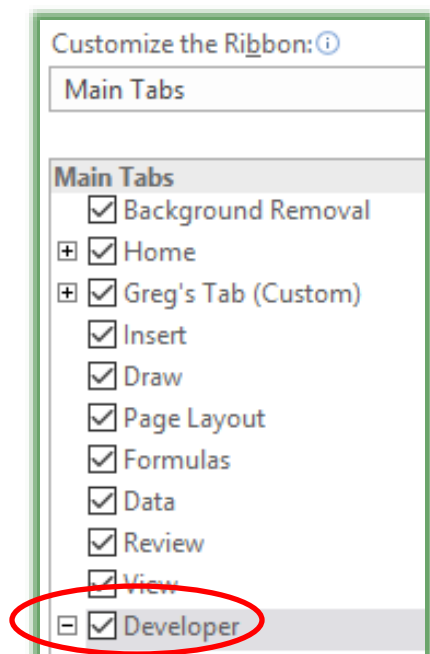 Customize the Ribbon:
Main Tabs
Main Tabs
Background Removal
Home
Greg's Tab (Custom)
Insert
Draw
Page Layout
Formulas
Data
Review
View
Developer